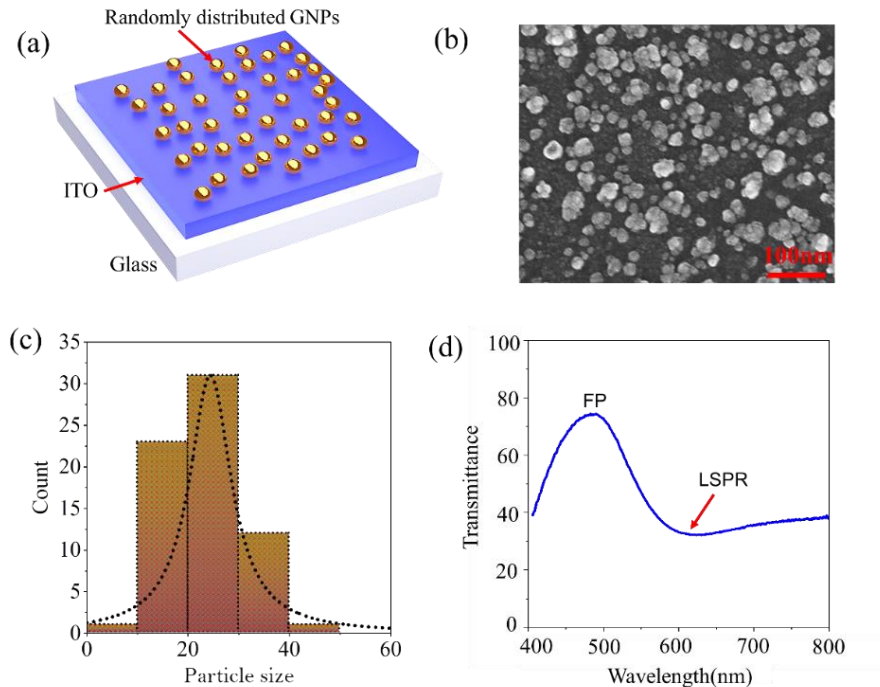 (a)
Randomly distributed GNPs
ITO
Glass
(b)
100nm
(c)
35
30
25
20
15
10
5
0
Count
0
20
40
60
Particle size
(d)
100
80
60
40
20
0
Transmittance
FP
LSPR
400
500
600
700
800
Wavelength(nm)